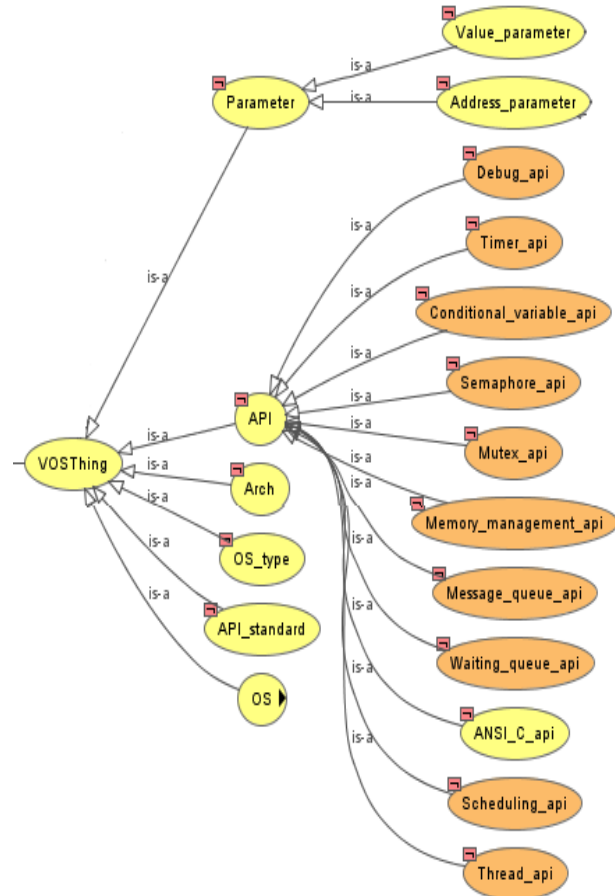 Value_parameter
is-a
Parameter
is-a
Address_parameter
Debug_api
is-a
Timer_api
is-a
is-a
Conditional_variable_api
is-a
is-a
Semaphore_api
API
is-a
is-a
Mutex_api
VOSThing
is-a
is-a
Arch
is-a
Memory_management_api
is-a
is-a
OS_type
is-a
Message_queue_api
is-a
API_standard
is-a
Waiting_queue_api
OS
is-a
ANSI_C_api
is-a
Scheduling_api
Thread_api